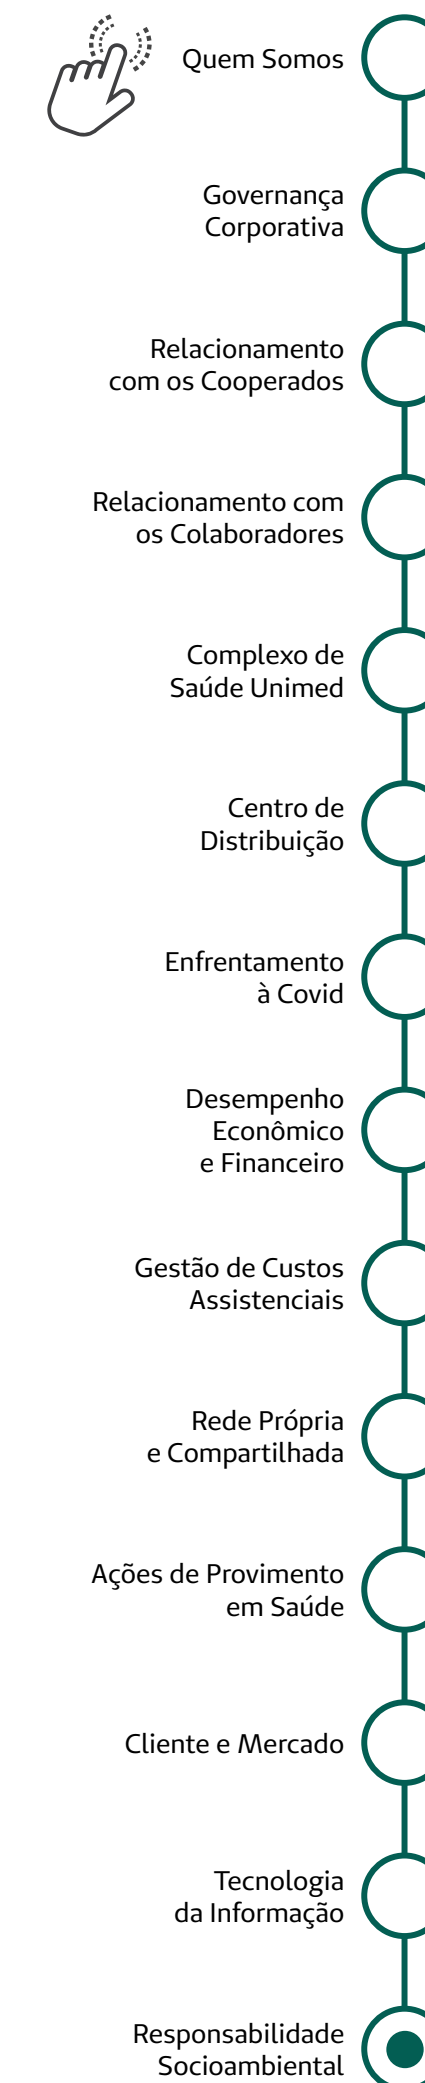 Quem Somos
Governança
Corporativa
Relacionamento
com os Cooperados
Relacionamento com
os Colaboradores
Complexo de
Saúde Unimed
Centro de
Distribuição
Enfrentamento
à Covid
Desempenho
Econômico
e Financeiro
Gestão de Custos
Assistenciais
Rede Própria
e Compartilhada
Ações de Provimento
em Saúde
Cliente e Mercado
Tecnologia
da Informação
Responsabilidade
Socioambiental